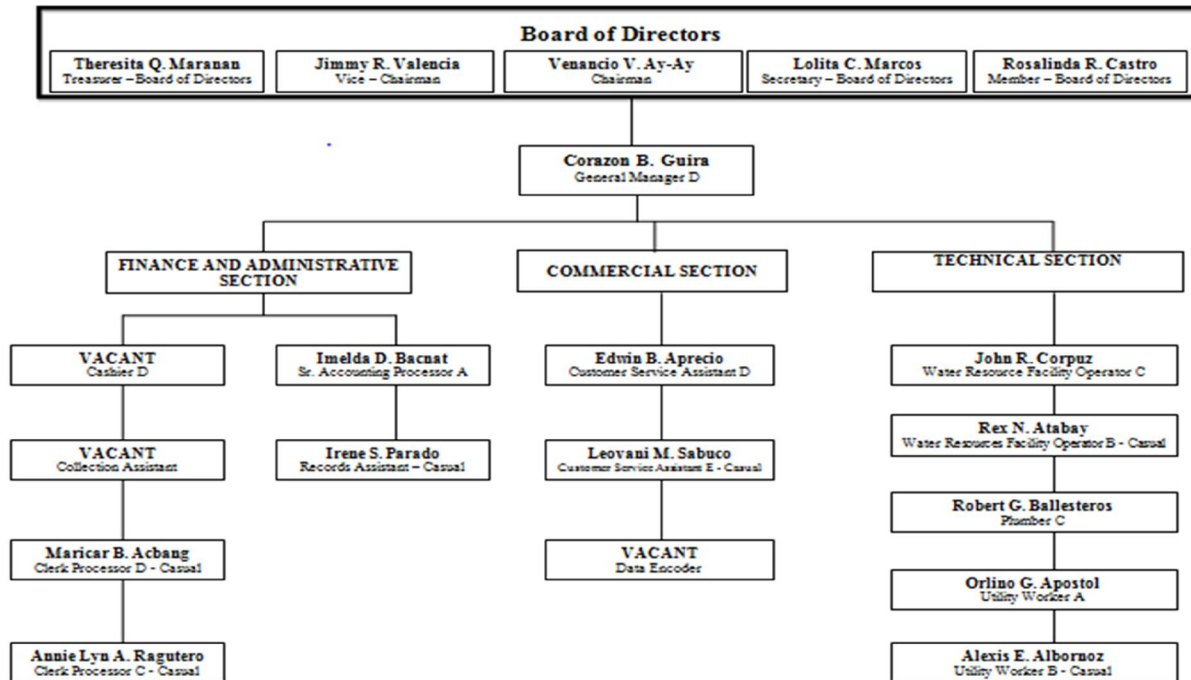 Board of Directors
Theresita Q. Maranan
Treasurer – Board of Directors
Jimmy R. Valencia
Vice – Chairman
Venancio V. Ay-Ay
Chairman
Lolita C. Marcos
Secretary – Board of Directors
Rosalinda R. Castro
Member – Board of Directors
Corazon B. Guira
General Manager D
FINANCE AND ADMINISTRATIVE
SECTION
COMMERCIAL SECTION
TECHNICAL SECTION
VACANT
Cashier D
Imelda D. Bacnat
Sr. Accounting Processor A
Edwin B. Aprecio
Customer Service Assistant D
John R. Corpuz
Water Resource Facility Operator C
Rex N. Atabay
Water Resources Facility Operator B - Casual
VACANT
Collection Assistant
Irene S. Parado
Records Assistant – Casual
Leovani M. Sabuco
Customer Service Assistant E - Casual
Robert G. Ballesteros
Plumber C
Maricar B. Acbang
Clerk Processor D - Casual
VACANT
Data Encoder
Orlino G. Apostol
Utility Worker A
Annie Lyn A. Ragutero
Clerk Processor C - Casual
Alexis E. Albornoz
Utility Worker B - Casual